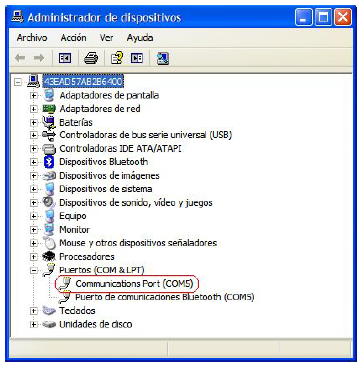 Administrador de dispositivos
Archivo Acción Ver Ayuda
43EAD57AB2B6400
Adaptadores de pantalla
Adaptadores de red
Baterías
Controladoras de bus serie universal (USB)
Controladoras IDE ATA/ATAPI
Dispositivos Bluetooth
Dispositivos de imágenes
Dispositivos de sistema
Dispositivos de sonido, vídeo y juegos
Equipo
Monitor
Mouse y otros dispositivos señaladores
Procesadores
Puertos (COM & LPT)
Communications Port (COM5)
Puerto de comunicaciones Bluetooth (COM5)
Teclados
Unidades de disco